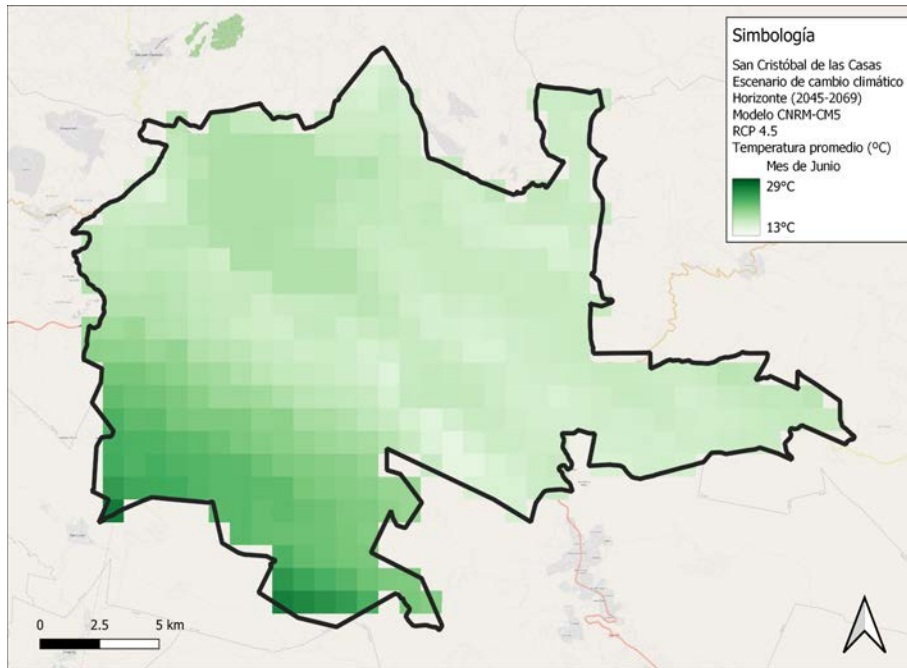 Simbología
San Cristóbal de las Casas
Escenario de cambio climático
Horizonte (2045-2069)
Modelo CNRM-CM5
RCP 4.5
Temperatura promedio (ºC)
Mes de Junio
29°C
13°C
0 2.5 5 km